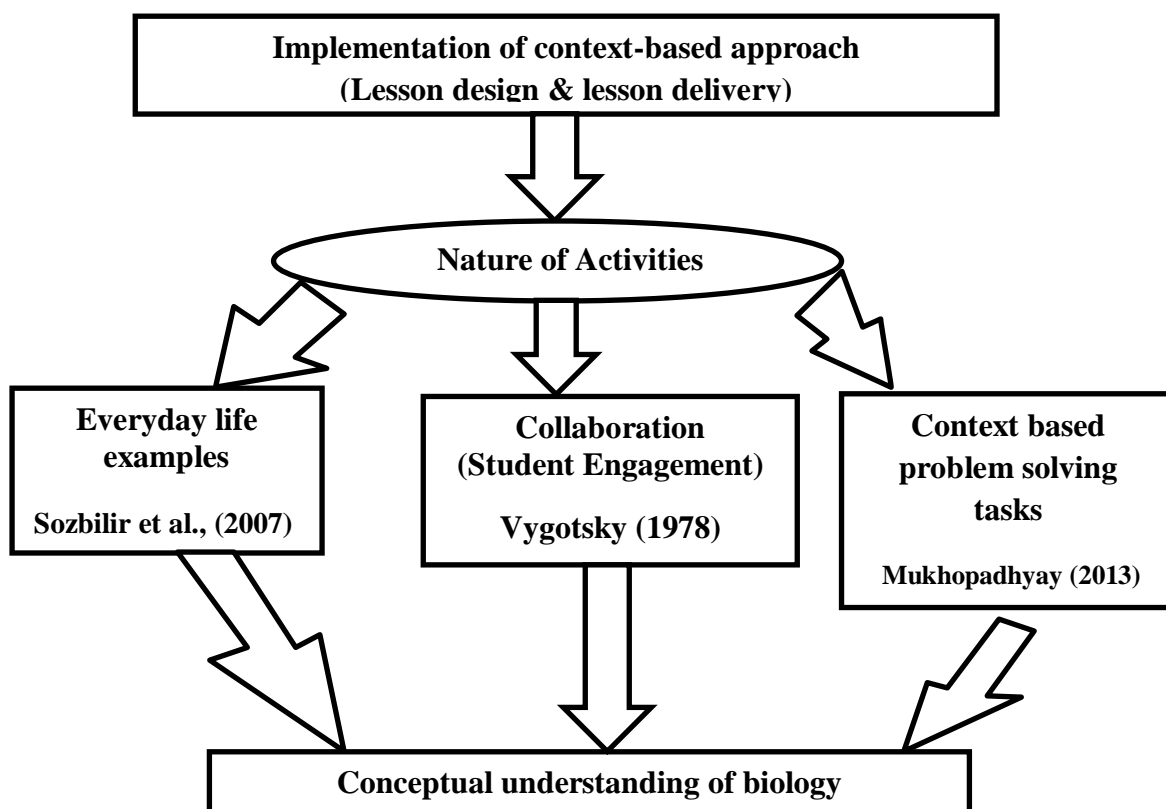 Implementation of context-based approach
(Lesson design & lesson delivery)
Nature of Activities
Everyday life
examples
Sozbilir et al., (2007)
Collaboration
(Student Engagement)
Vygotsky (1978)
Context based
problem solving
tasks
Mukhopadhyay (2013)
Conceptual understanding of biology